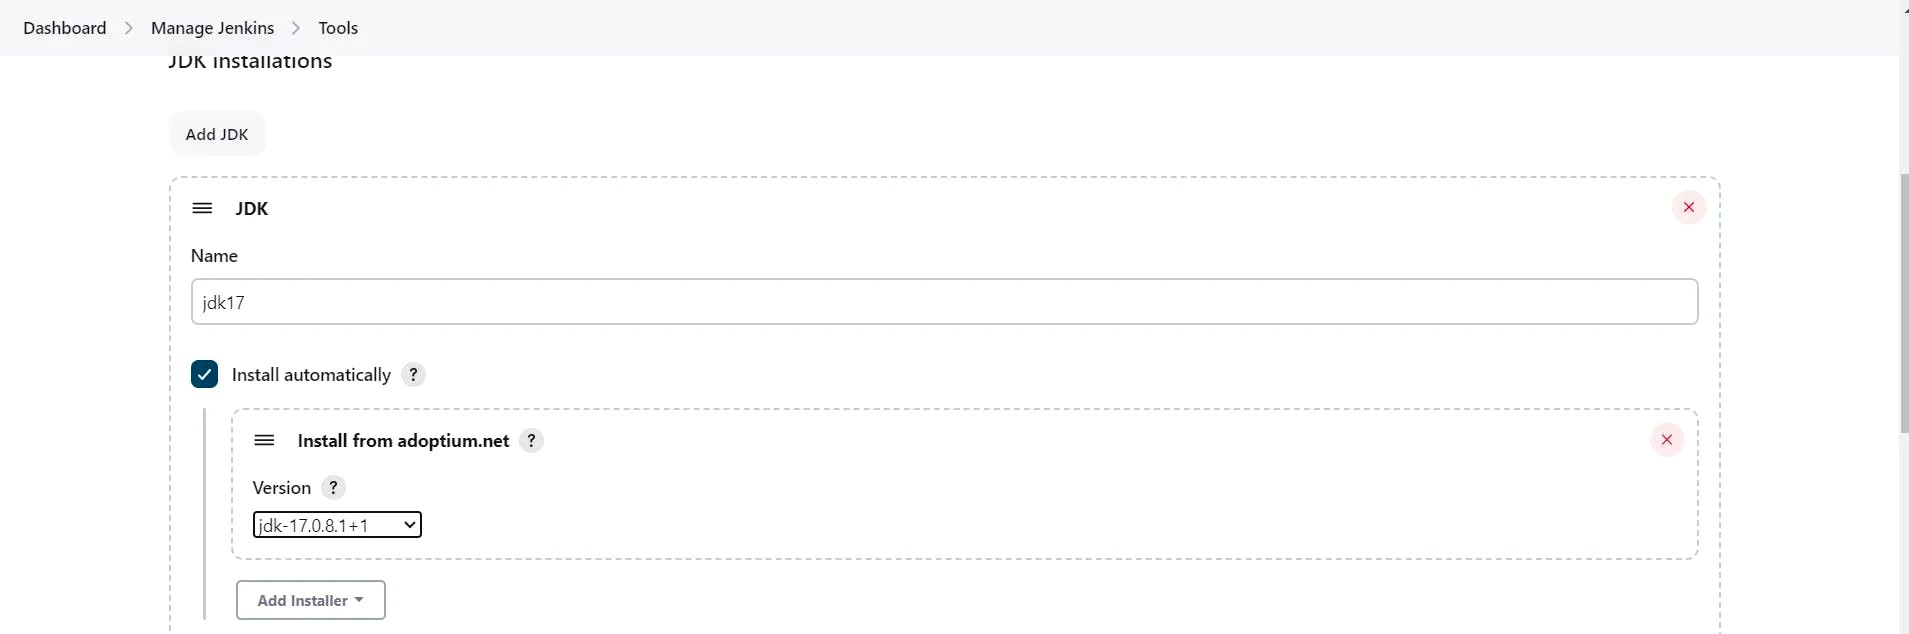 Dashboard > Manage Jenkins > Tools
JDK installations
Add JDK
JDK
Name
jdk17
Install automatically ?
Install from adoptium.net ?
Version ?
jdk-17.0.8.1+1
Add Installer